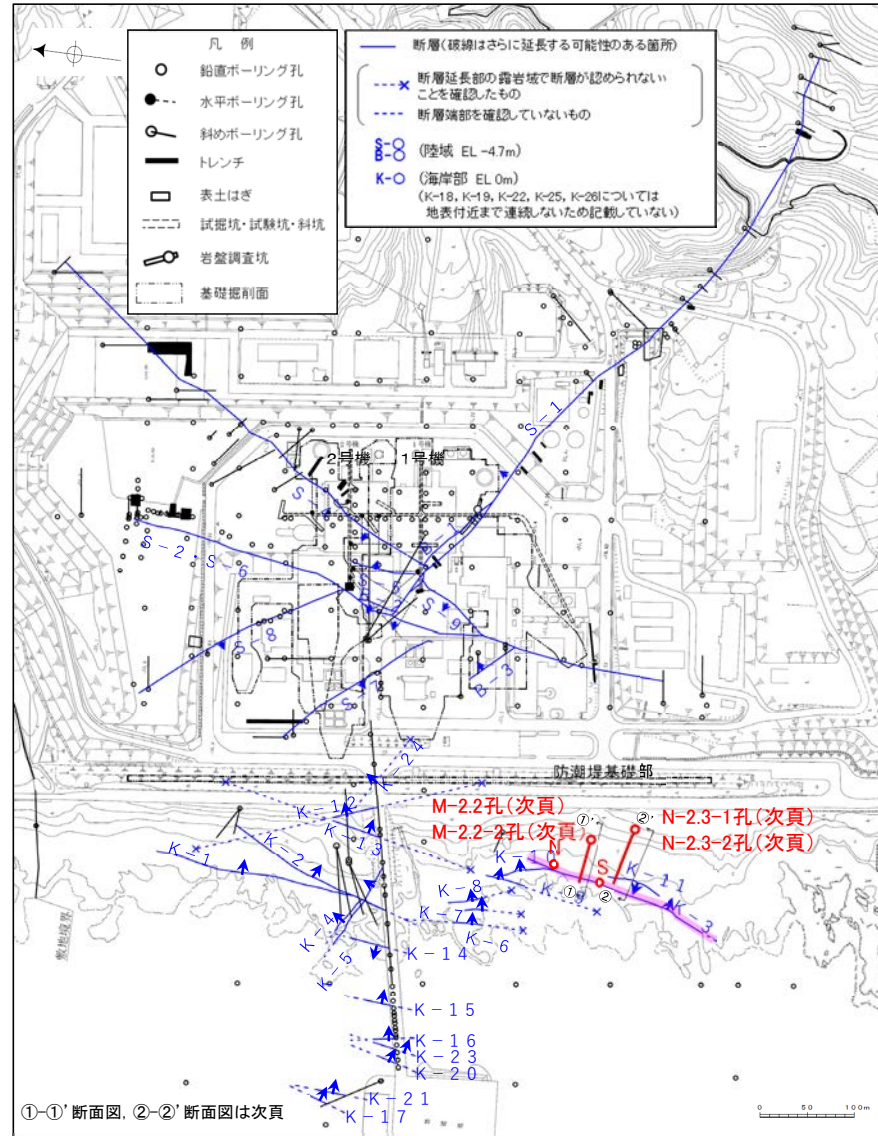 凡 例
鉛直ボーリング孔
水平ボーリング孔
斜めボーリング孔
トレンチ
表土はぎ
試掘坑・試験坑・斜坑
岩盤調査坑
基礎掘削面
断層(破線はさらに延長する可能性のある箇所)
断層延長部の露岩域で断層が認められない
ことを確認したもの
断層端部を確認していないもの
S-○
B-○
(陸域 EL -4.7m)
K-○
(海岸部 EL 0m)
(K-18, K-19, K-22, K-25, K-26については
地表付近まで連続しないため記載していない)
S-1
2号機
1号機
S-4
B-1
S-2・S-6
S-5
B-2
S-9
S-8
S-7
B-3
K-24
防潮堤基礎部
K-12
M-2.2孔(次頁)
M-2.2-2孔(次頁)
①'
②'
N-2.3-1孔(次頁)
N-2.3-2孔(次頁)
K-13
K-1
K-2
N
S
K-11
K-8
K-9
①
②
K-3
K-7
K-6
K-4
K-5
K-14
敷地境界
K-15
K-16
K-23
K-20
K-21
K-17
①-①'断面図, ②-②'断面図は次頁
0 50 100m